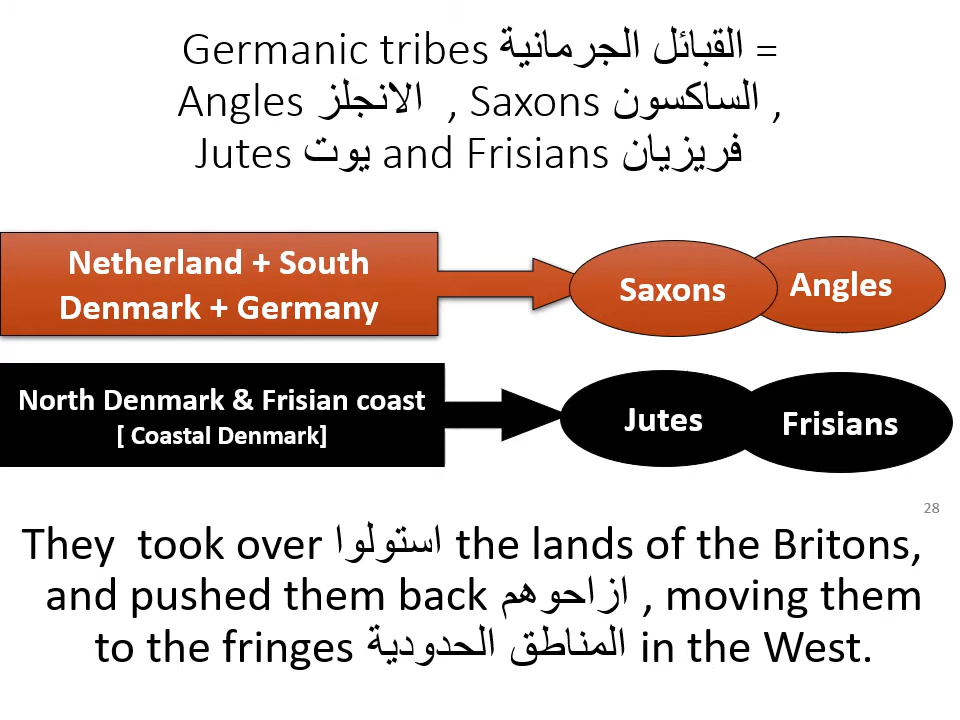 Germanic tribes القبائل الجرمانية =
Angles الانجلز , Saxons الساكسون ,
Jutes يوت and Frisians فريزيان
Netherland + South
Denmark + Germany
Saxons
Angles
North Denmark & Frisian coast
[ Coastal Denmark]
Jutes
Frisians
28
They took over استولوا the lands of the Britons,
and pushed them back ازاحوهم , moving them
to the fringes المناطق الحدودية in the West.